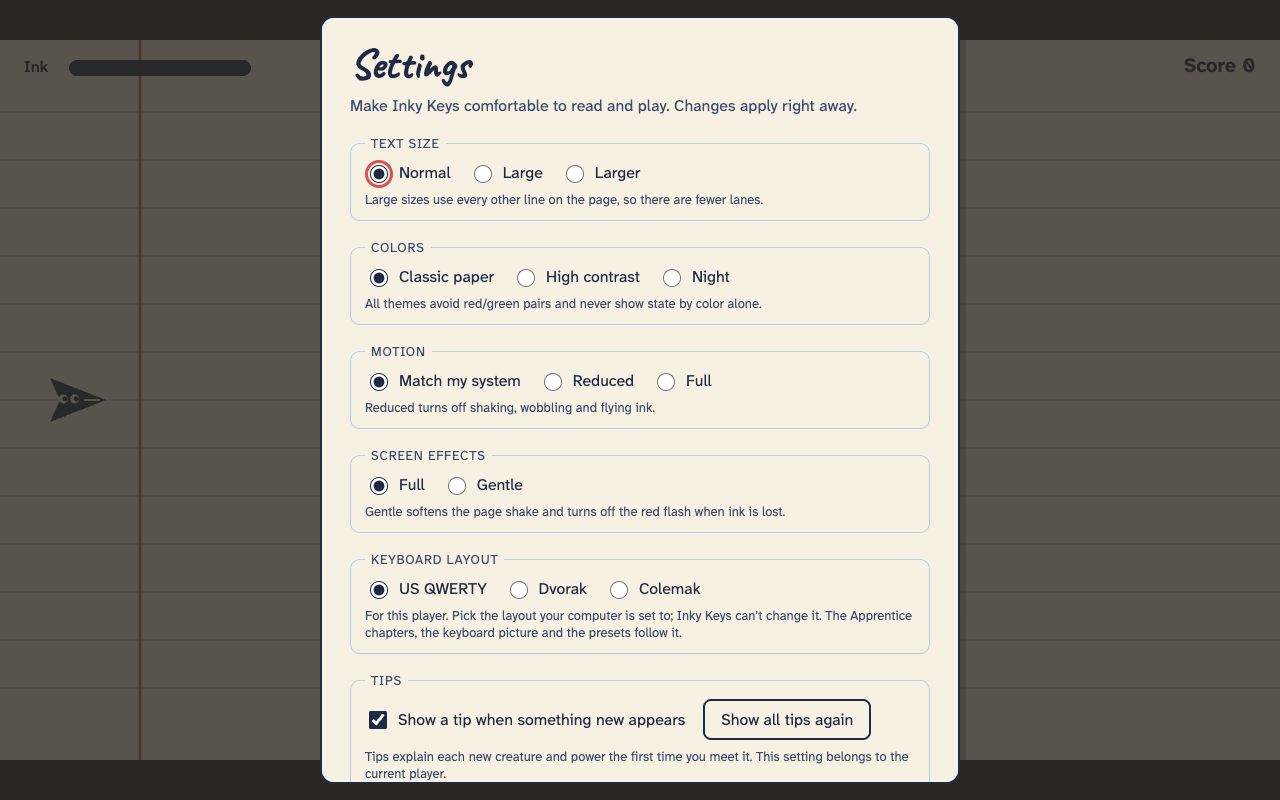 Ink
Score 0
Settings
Make Inky Keys comfortable to read and play. Changes apply right away.
TEXT SIZE
Normal Large Larger
Large sizes use every other line on the page, so there are fewer lanes.
COLORS
Classic paper High contrast Night
All themes avoid red/green pairs and never show state by color alone.
MOTION
Match my system Reduced Full
Reduced turns off shaking, wobbling and flying ink.
SCREEN EFFECTS
Full Gentle
Gentle softens the page shake and turns off the red flash when ink is lost.
KEYBOARD LAYOUT
US QWERTY Dvorak Colemak
For this player. Pick the layout your computer is set to; Inky Keys can’t change it. The Apprentice
chapters, the keyboard picture and the presets follow it.
TIPS
Show a tip when something new appears Show all tips again
Tips explain each new creature and power the first time you meet it. This setting belongs to the
current player.